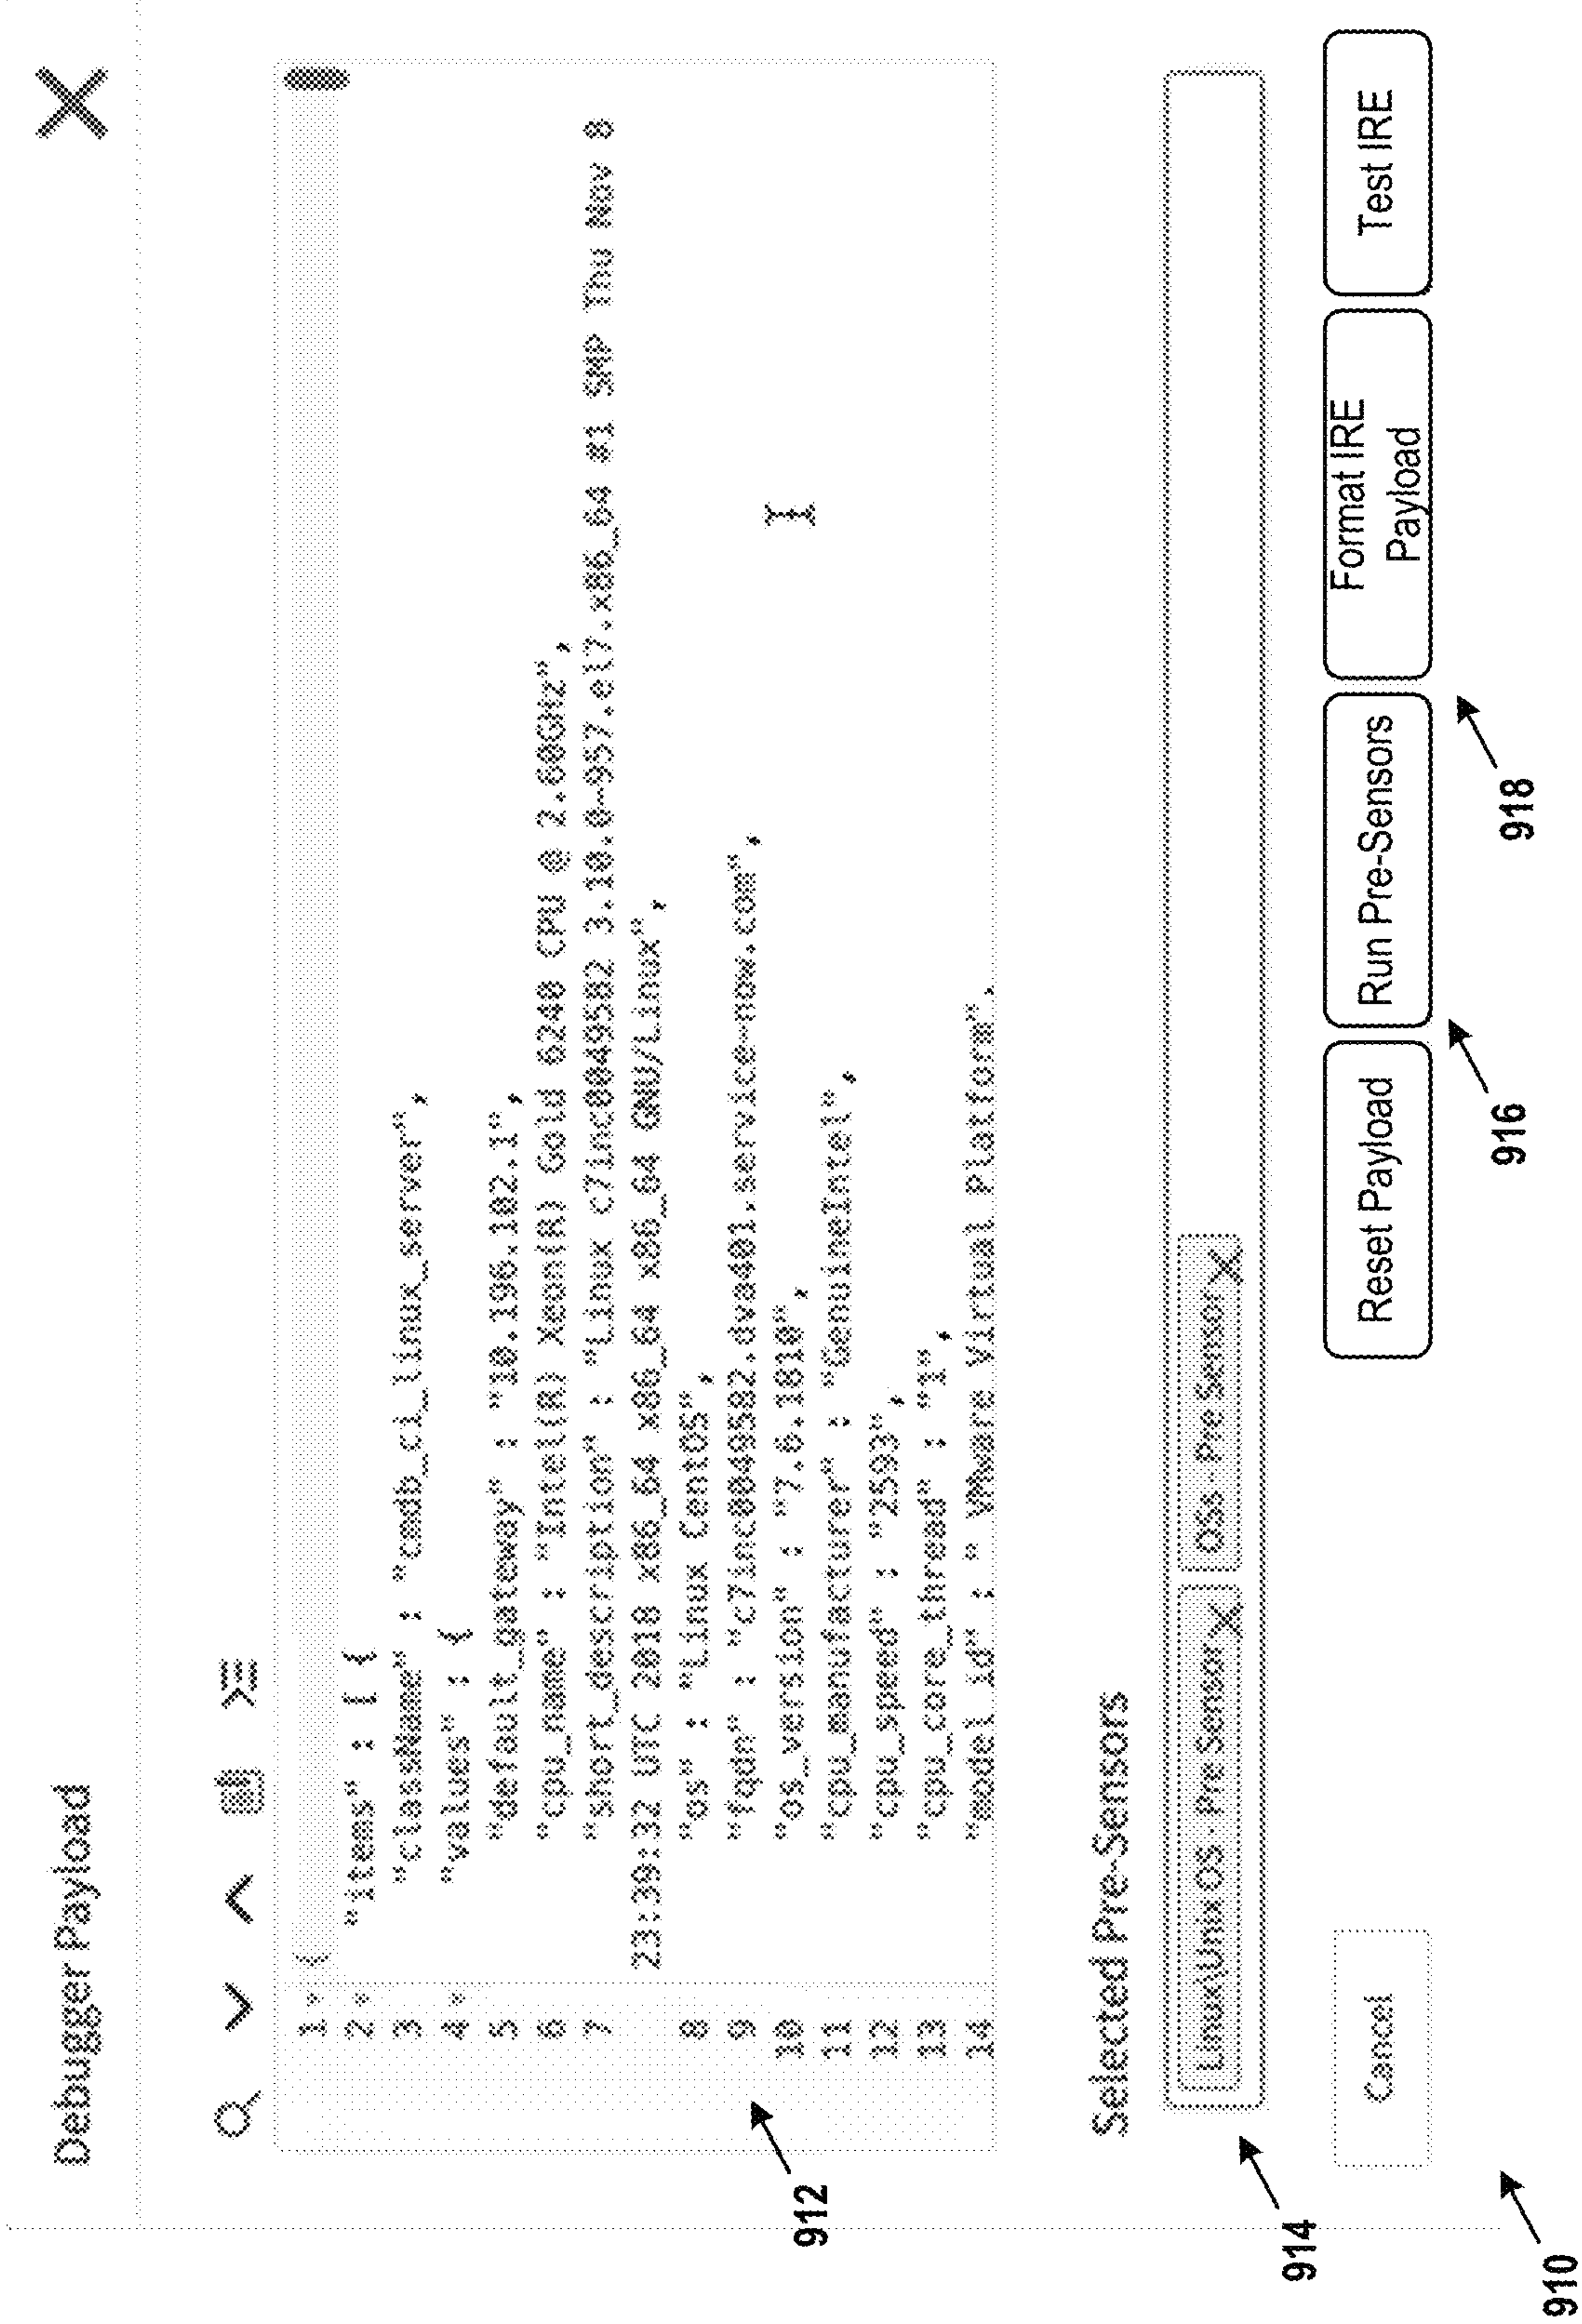 Debugger Payload
1 {
2 "items" : [ {
3 "className" : "cmdb_ci_linux_server",
4 "values" : {
5 "default_gateway" : "10.196.102.1",
6 "cpu_name" : "Intel(R) Xeon(R) Gold 6248 CPU @ 2.60GHz",
7 "short_description" : "Linux c7inc0049582 3.10.0-957.el7.x86_64 #1 SMP Thu Nov 8
23:39:32 UTC 2018 x86_64 x86_64 x86_64 GNU/Linux",
8 "os" : "Linux CentOS",
9 "fqdn" : "c7inc0049582.dva401.service-now.com",
10 "os_version" : "7.6.1810",
11 "cpu_manufacturer" : "GenuineIntel",
12 "cpu_speed" : "2593",
13 "cpu_core_thread" : "1",
14 "model_id" : " VMware Virtual Platform",
912
Selected Pre-Sensors
Linux\Unix OS - Pre Sensor X OSs - Pre Sensor X
914
Cancel Reset Payload Run Pre-Sensors Format IRE Payload Test IRE
910 916 918